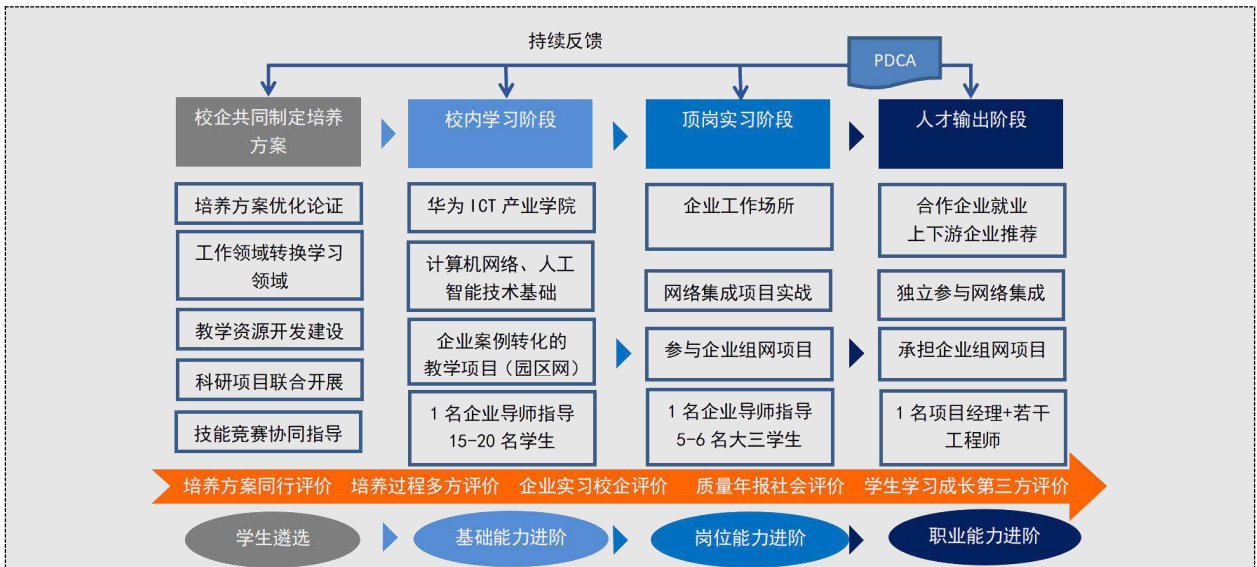 持续反馈
PDCA
校企共同制定培养
方案
校内学习阶段
顶岗实习阶段
人才输出阶段
培养方案优化论证
工作领域转换学习
领域
教学资源开发建设
科研项目联合开展
技能竞赛协同指导
华为 ICT 产业学院
计算机网络、人工
智能技术基础
企业案例转化的
教学项目（园区网）
1 名企业导师指导
15-20 名学生
企业工作场所
网络集成项目实战
参与企业组网项目
1 名企业导师指导
5-6 名大三学生
合作企业就业
上下游企业推荐
独立参与网络集成
承担企业组网项目
1 名项目经理+若干
工程师
培养方案同行评价 培养过程多方评价 企业实习校企评价 质量年报社会评价 学生学习成长第三方评价
学生遴选
基础能力进阶
岗位能力进阶
职业能力进阶